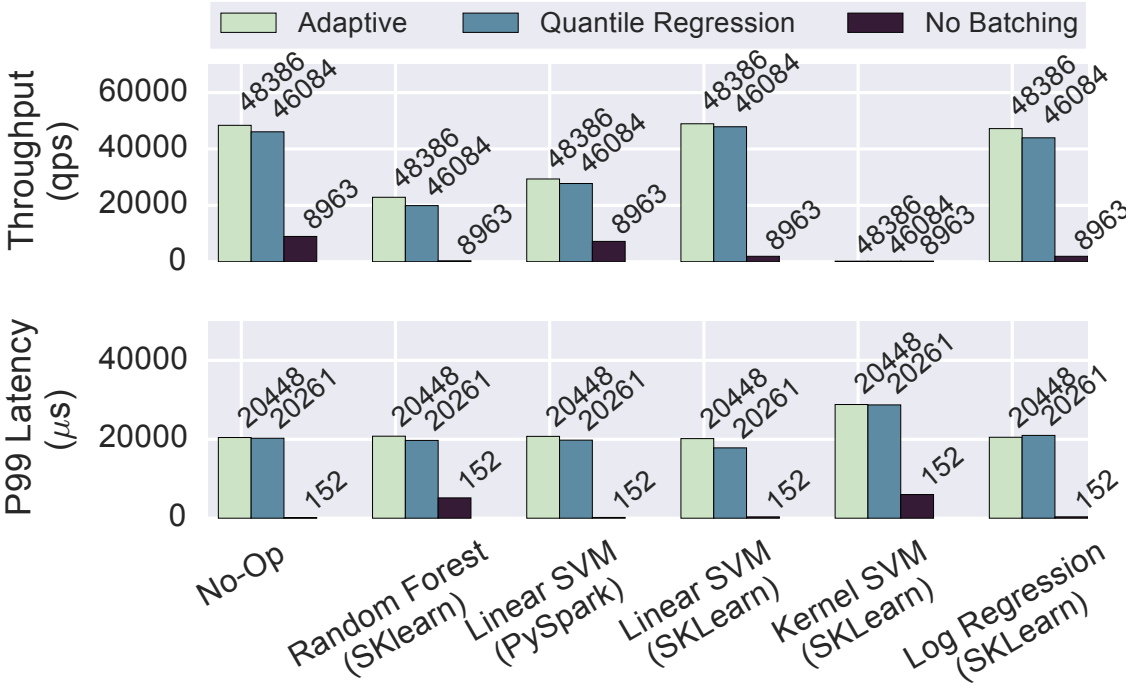 Adaptive Quantile Regression No Batching
Throughput
(qps)
60000
40000
20000
0
48386 46084 8963
48386 46084 8963
48386 46084 8963
48386 46084 8963
48386 46084 8963
48386 46084 8963
P99 Latency
(μs)
40000
20000
0
20448 20261 152
20448 20261 152
20448 20261 152
20448 20261 152
20448 20261 152
20448 20261 152
No-Op
Random Forest
(SKlearn)
Linear SVM
(PySpark)
Linear SVM
(SKLearn)
Kernel SVM
(SKLearn)
Log Regression
(SKLearn)